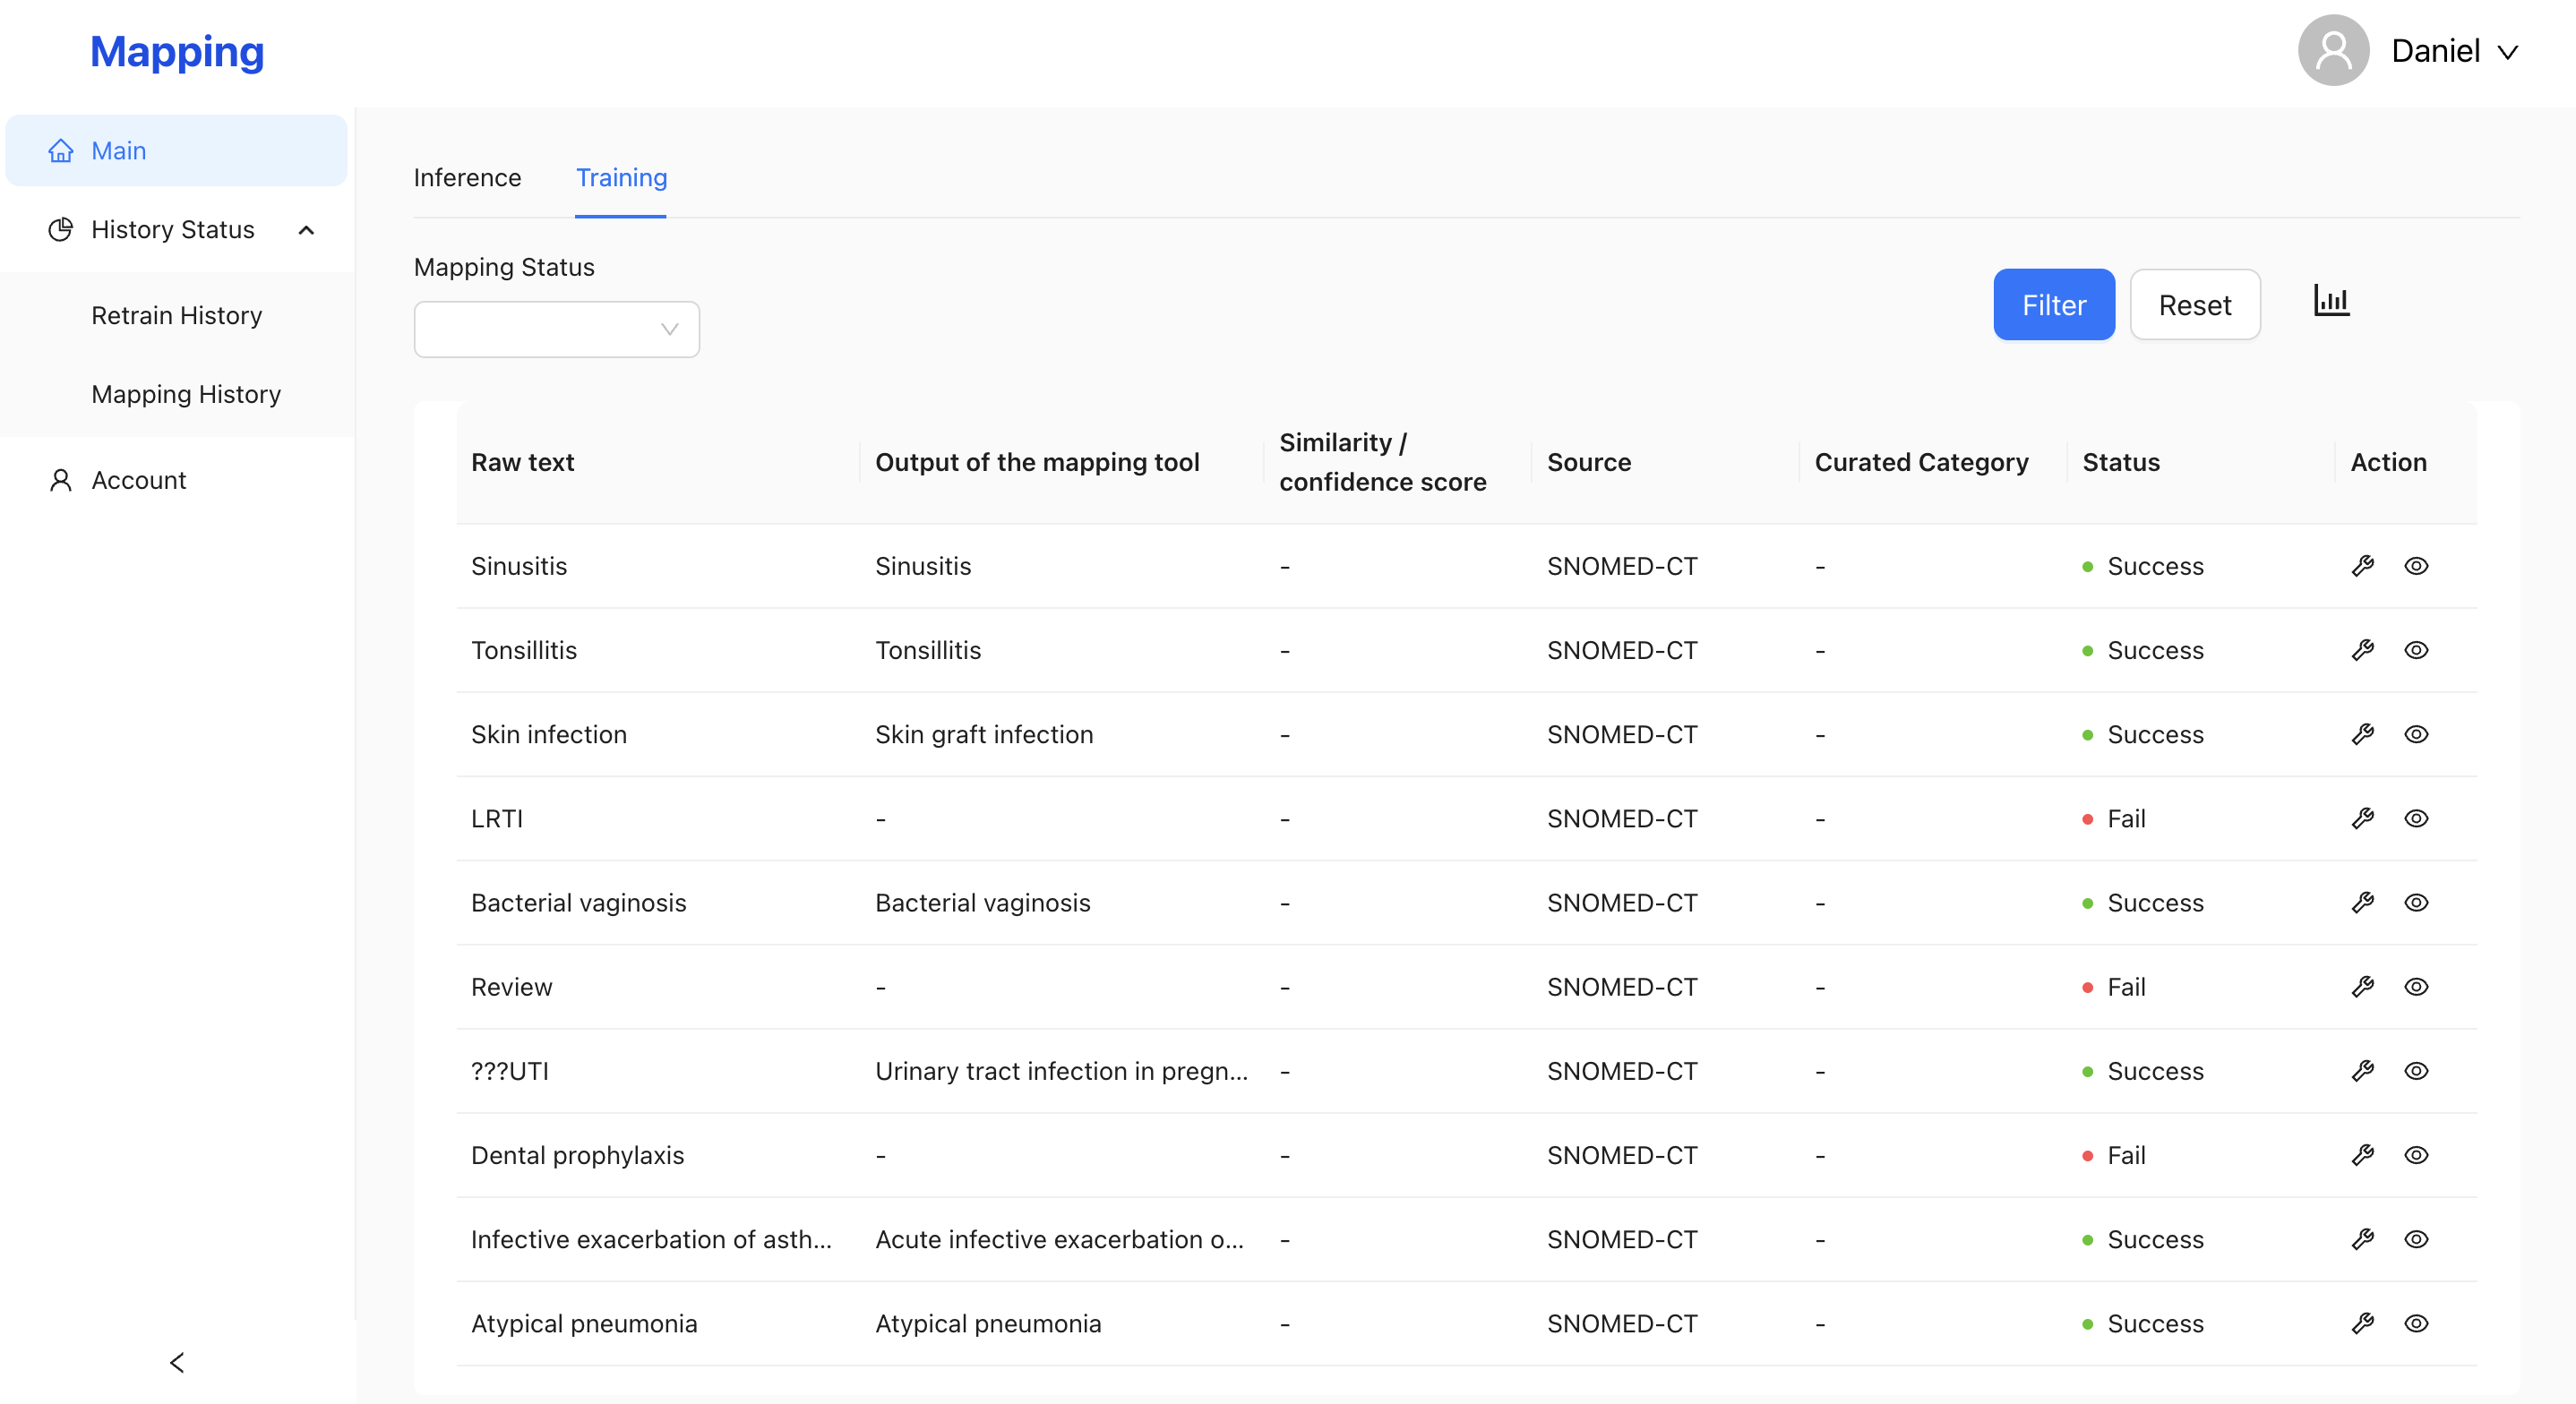 Mapping
Daniel
Main
History Status
Retrain History
Mapping History
Account
Inference Training
Mapping Status
Filter Reset
Raw text Output of the mapping tool Similarity / confidence score Source Curated Category Status Action
Sinusitis Sinusitis - SNOMED-CT - Success
Tonsillitis Tonsillitis - SNOMED-CT - Success
Skin infection Skin graft infection - SNOMED-CT - Success
LRTI - - SNOMED-CT - Fail
Bacterial vaginosis Bacterial vaginosis - SNOMED-CT - Success
Review - - SNOMED-CT - Fail
???UTI Urinary tract infection in pregn... - SNOMED-CT - Success
Dental prophylaxis - - SNOMED-CT - Fail
Infective exacerbation of asth... Acute infective exacerbation o... - SNOMED-CT - Success
Atypical pneumonia Atypical pneumonia - SNOMED-CT - Success